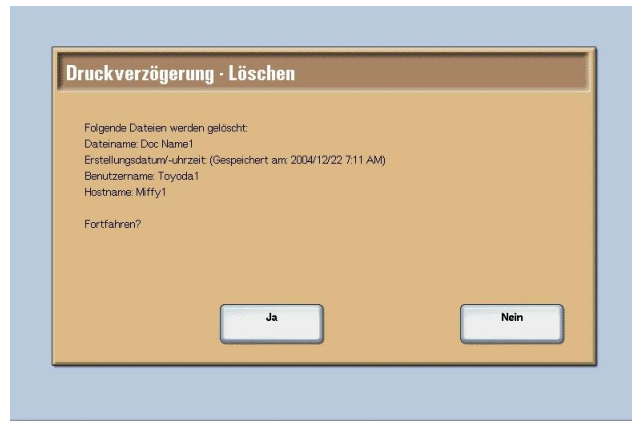 Druckverzögerung - Löschen
Folgende Dateien werden gelöscht:
Dateiname: Doc Name1
Erstellungsdatum/-uhrzeit: (Gespeichert am: 2004/12/22 7:11 AM)
Benutzername: Toyoda1
Hostname: Miffy1
Fortfahren?
Ja
Nein